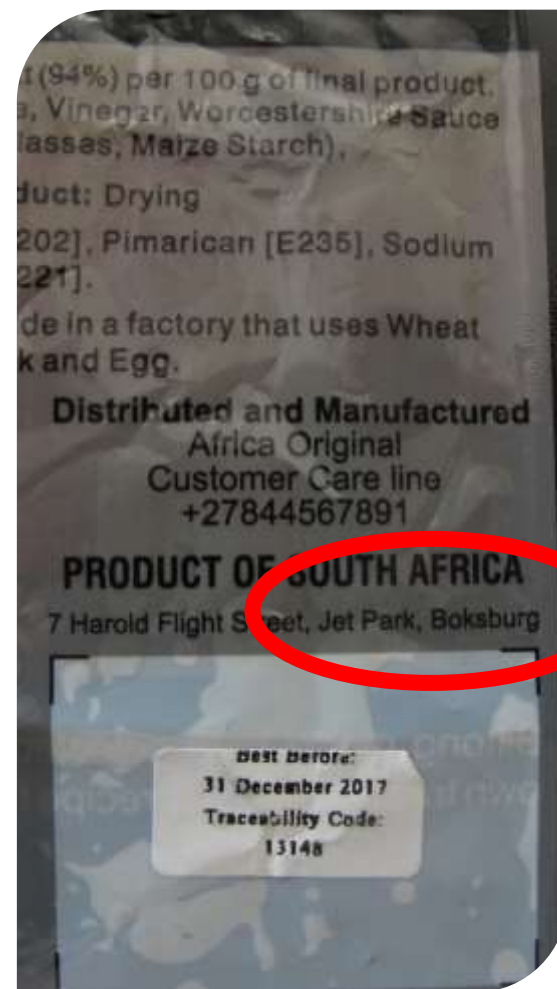 (94%) per 100 g of final product.
, Vinegar, Worcestershire Sauce
lasses, Maize Starch),
duct: Drying
202], Pimarican [E235], Sodium
221].
de in a factory that uses Wheat
k and Egg.
Distributed and Manufactured
Africa Original
Customer Care line
+27844567891
PRODUCT OF SOUTH AFRICA
7 Harold Flight Street, Jet Park, Boksburg
Best Before:
31 December 2017
Traceability Code:
13148